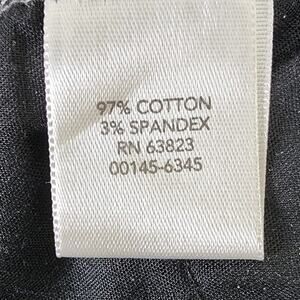 97% COTTON
3% SPANDEX
RN 63823
00145-6345